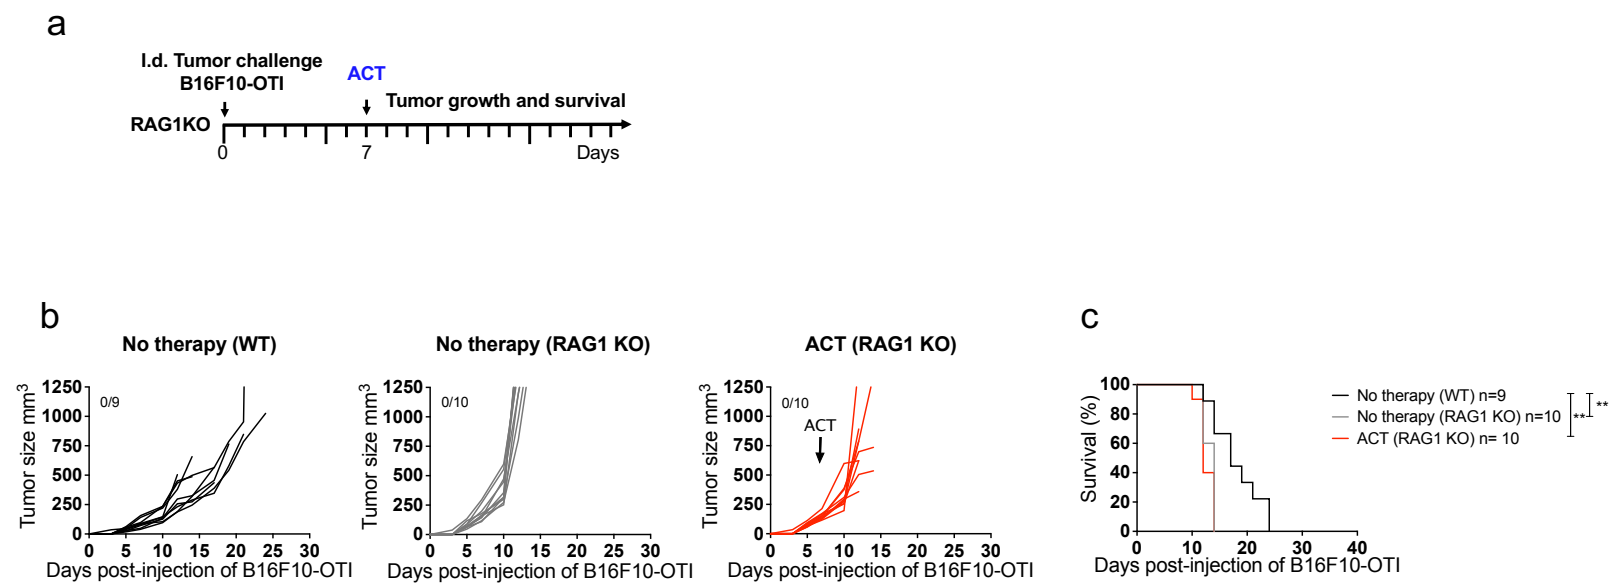 a
I.d. Tumor challenge
B16F10-OTI
ACT
Tumor growth and survival
RAG1KO
0
7
Days
b
No therapy (WT)
Tumor size mm3
1250
1000
750
500
250
0
0/9
0 5 10 15 20 25 30
Days post-injection of B16F10-OTI
No therapy (RAG1 KO)
Tumor size mm3
1250
1000
750
500
250
0
0/10
0 5 10 15 20 25 30
Days post-injection of B16F10-OTI
ACT (RAG1 KO)
Tumor size mm3
1250
1000
750
500
250
0
0/10
ACT
0 5 10 15 20 25 30
Days post-injection of B16F10-OTI
c
Survival (%)
100
80
60
40
20
0
0 10 20 30 40
Days post-injection of B16F10-OTI
No therapy (WT) n=9
No therapy (RAG1 KO) n=10
ACT (RAG1 KO) n= 10
**
**